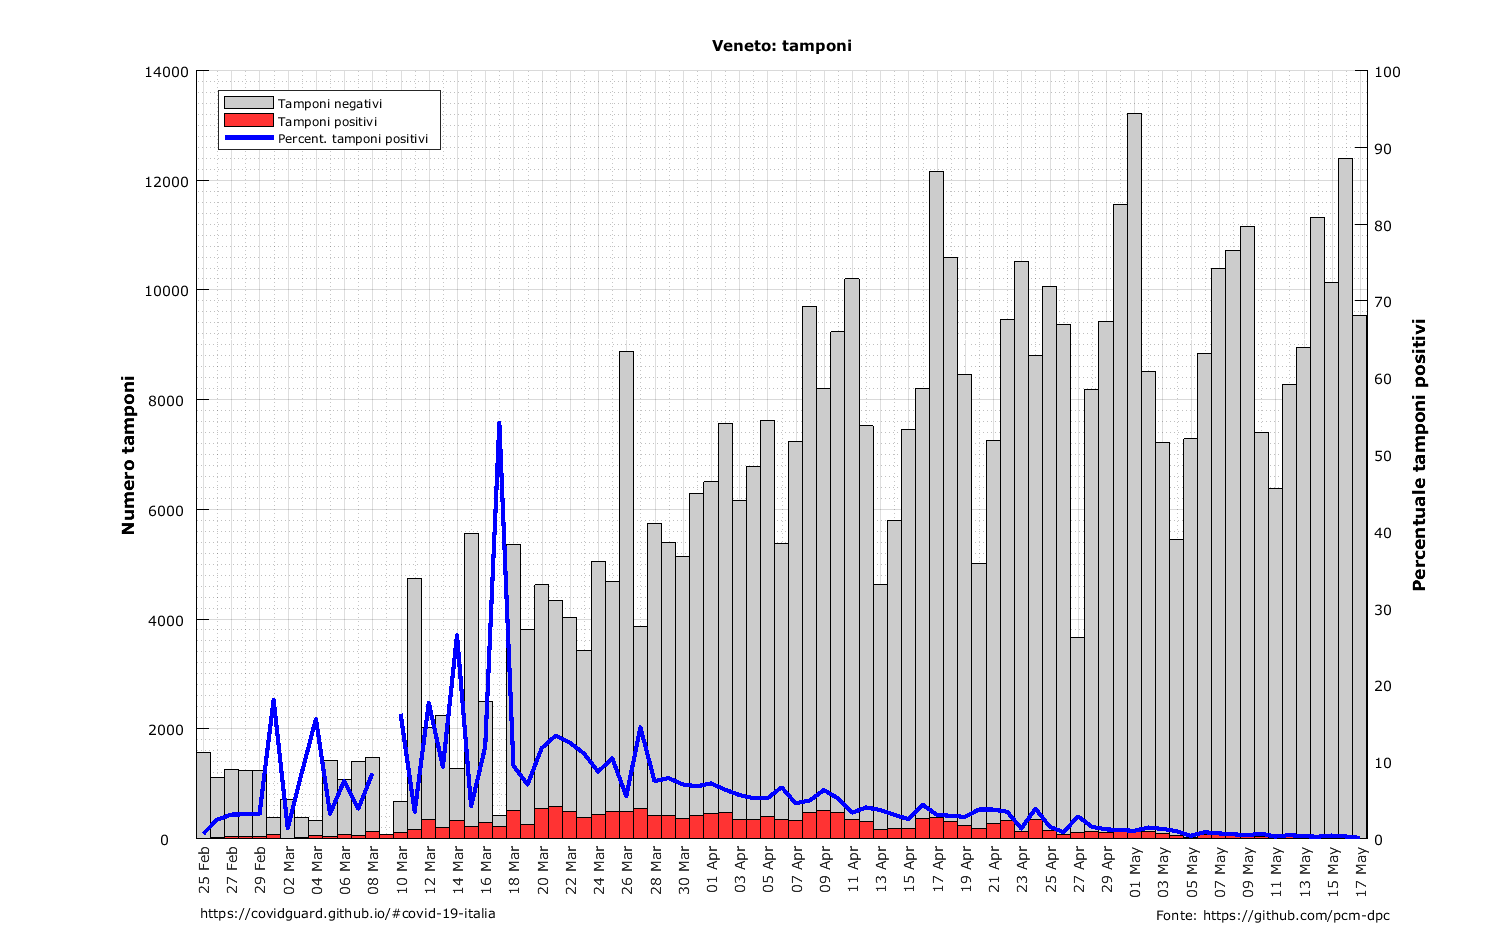 Veneto: tamponi
Tamponi negativi
Tamponi positivi
Percent. tamponi positivi
Numero tamponi
14000
12000
10000
8000
6000
4000
2000
0
Percentuale tamponi positivi
100
90
80
70
60
50
40
30
20
10
0
25 Feb
27 Feb
29 Feb
02 Mar
04 Mar
06 Mar
08 Mar
10 Mar
12 Mar
14 Mar
16 Mar
18 Mar
20 Mar
22 Mar
24 Mar
26 Mar
28 Mar
30 Mar
01 Apr
03 Apr
05 Apr
07 Apr
09 Apr
11 Apr
13 Apr
15 Apr
17 Apr
19 Apr
21 Apr
23 Apr
25 Apr
27 Apr
29 Apr
01 May
03 May
05 May
07 May
09 May
11 May
13 May
15 May
17 May
https://covidguard.github.io/#covid-19-italia
Fonte: https://github.com/pcm-dpc